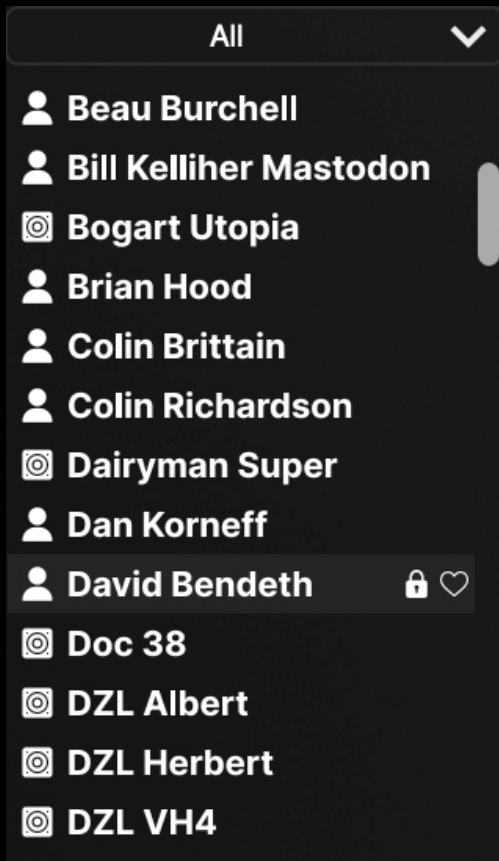 All
Beau Burchell
Bill Kelliher Mastodon
Bogart Utopia
Brian Hood
Colin Brittain
Colin Richardson
Dairyman Super
Dan Korneff
David Bendeth
Doc 38
DZL Albert
DZL Herbert
DZL VH4